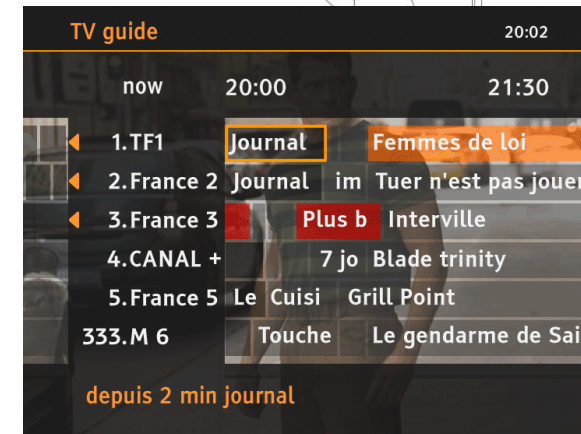 TV guide 20:02
now 20:00 21:30
1.TF1 Journal Femmes de loi
2.France 2 Journal im Tuer n'est pas jouer
3.France 3 Plus b Interville
4.CANAL + 7 jo Blade trinity
5.France 5 Le Cuisi Grill Point
333.M 6 Touche Le gendarme de Sai
depuis 2 min journal